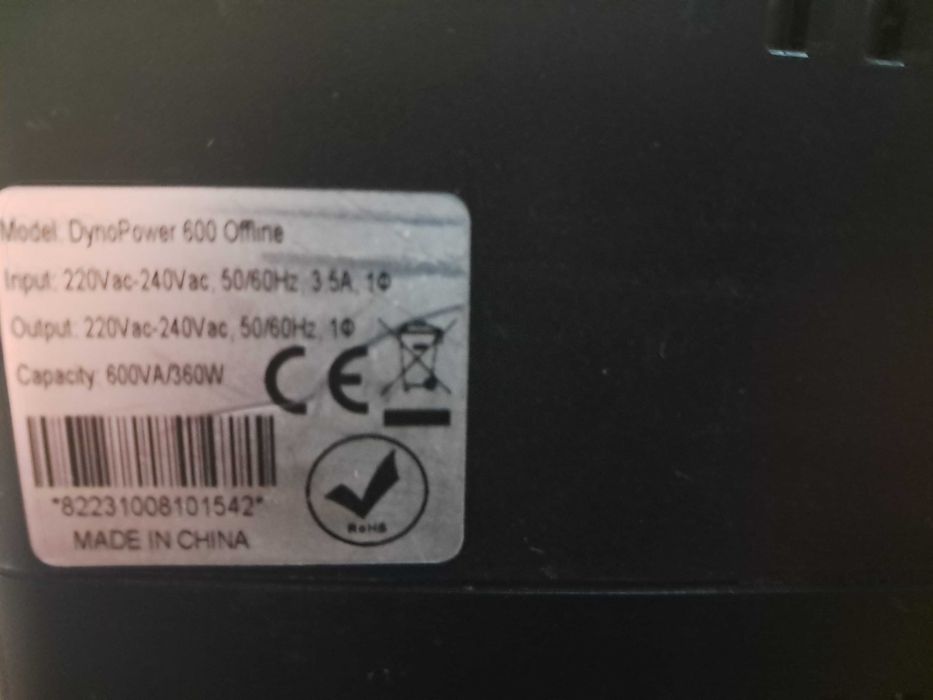 Model: DynoPower 600 Offline
Input: 220Vac-240Vac, 50/60Hz, 3.5A, 1Φ
Output: 220Vac-240Vac, 50/60Hz, 1Φ
Capacity: 600VA/360W
CE
*82231008101542*
RoHS
MADE IN CHINA